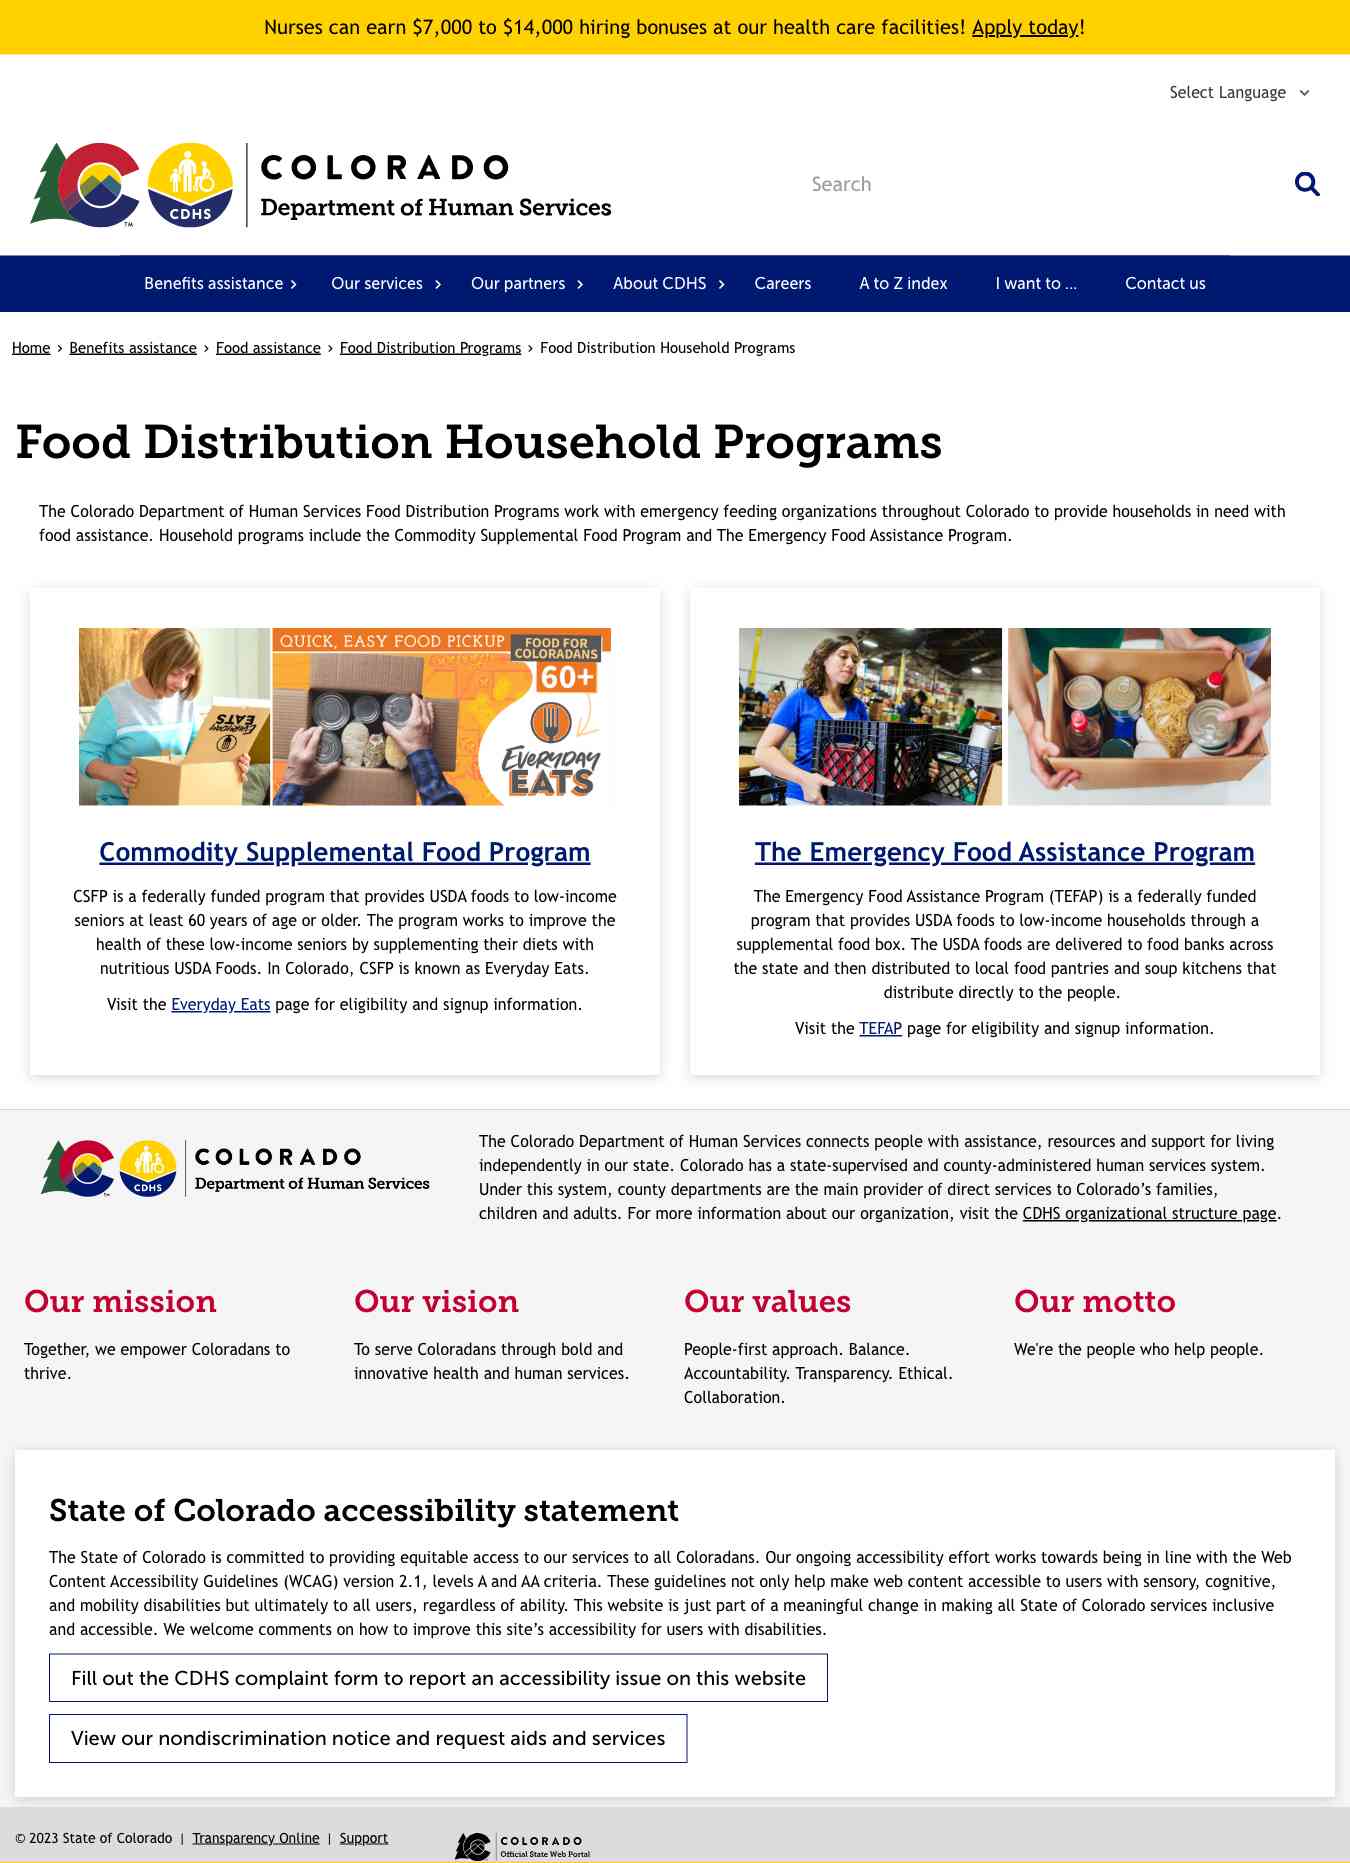 Nurses can earn $7,000 to $14,000 hiring bonuses at our health care facilities! Apply today!
Select Language
COLORADO
Department of Human Services
CDHS
TM
Search
Benefits assistance › Our services › Our partners › About CDHS › Careers A to Z index I want to ... Contact us
Home › Benefits assistance › Food assistance › Food Distribution Programs › Food Distribution Household Programs
Food Distribution Household Programs
The Colorado Department of Human Services Food Distribution Programs work with emergency feeding organizations throughout Colorado to provide households in need with
food assistance. Household programs include the Commodity Supplemental Food Program and The Emergency Food Assistance Program.
QUICK, EASY FOOD PICKUP
FOOD FOR
COLORADANS
60+
EVERYDAY
EATS
EVERYDAY
EATS
Commodity Supplemental Food Program
CSFP is a federally funded program that provides USDA foods to low-income
seniors at least 60 years of age or older. The program works to improve the
health of these low-income seniors by supplementing their diets with
nutritious USDA Foods. In Colorado, CSFP is known as Everyday Eats.
Visit the Everyday Eats page for eligibility and signup information.
The Emergency Food Assistance Program
The Emergency Food Assistance Program (TEFAP) is a federally funded
program that provides USDA foods to low-income households through a
supplemental food box. The USDA foods are delivered to food banks across
the state and then distributed to local food pantries and soup kitchens that
distribute directly to the people.
Visit the TEFAP page for eligibility and signup information.
COLORADO
Department of Human Services
CDHS
TM
The Colorado Department of Human Services connects people with assistance, resources and support for living
independently in our state. Colorado has a state-supervised and county-administered human services system.
Under this system, county departments are the main provider of direct services to Colorado’s families,
children and adults. For more information about our organization, visit the CDHS organizational structure page.
Our mission
Together, we empower Coloradans to
thrive.
Our vision
To serve Coloradans through bold and
innovative health and human services.
Our values
People-first approach. Balance.
Accountability. Transparency. Ethical.
Collaboration.
Our motto
We're the people who help people.
State of Colorado accessibility statement
The State of Colorado is committed to providing equitable access to our services to all Coloradans. Our ongoing accessibility effort works towards being in line with the Web
Content Accessibility Guidelines (WCAG) version 2.1, levels A and AA criteria. These guidelines not only help make web content accessible to users with sensory, cognitive,
and mobility disabilities but ultimately to all users, regardless of ability. This website is just part of a meaningful change in making all State of Colorado services inclusive
and accessible. We welcome comments on how to improve this site’s accessibility for users with disabilities.
Fill out the CDHS complaint form to report an accessibility issue on this website
View our nondiscrimination notice and request aids and services
© 2023 State of Colorado | Transparency Online | Support
COLORADO
Official State Web Portal